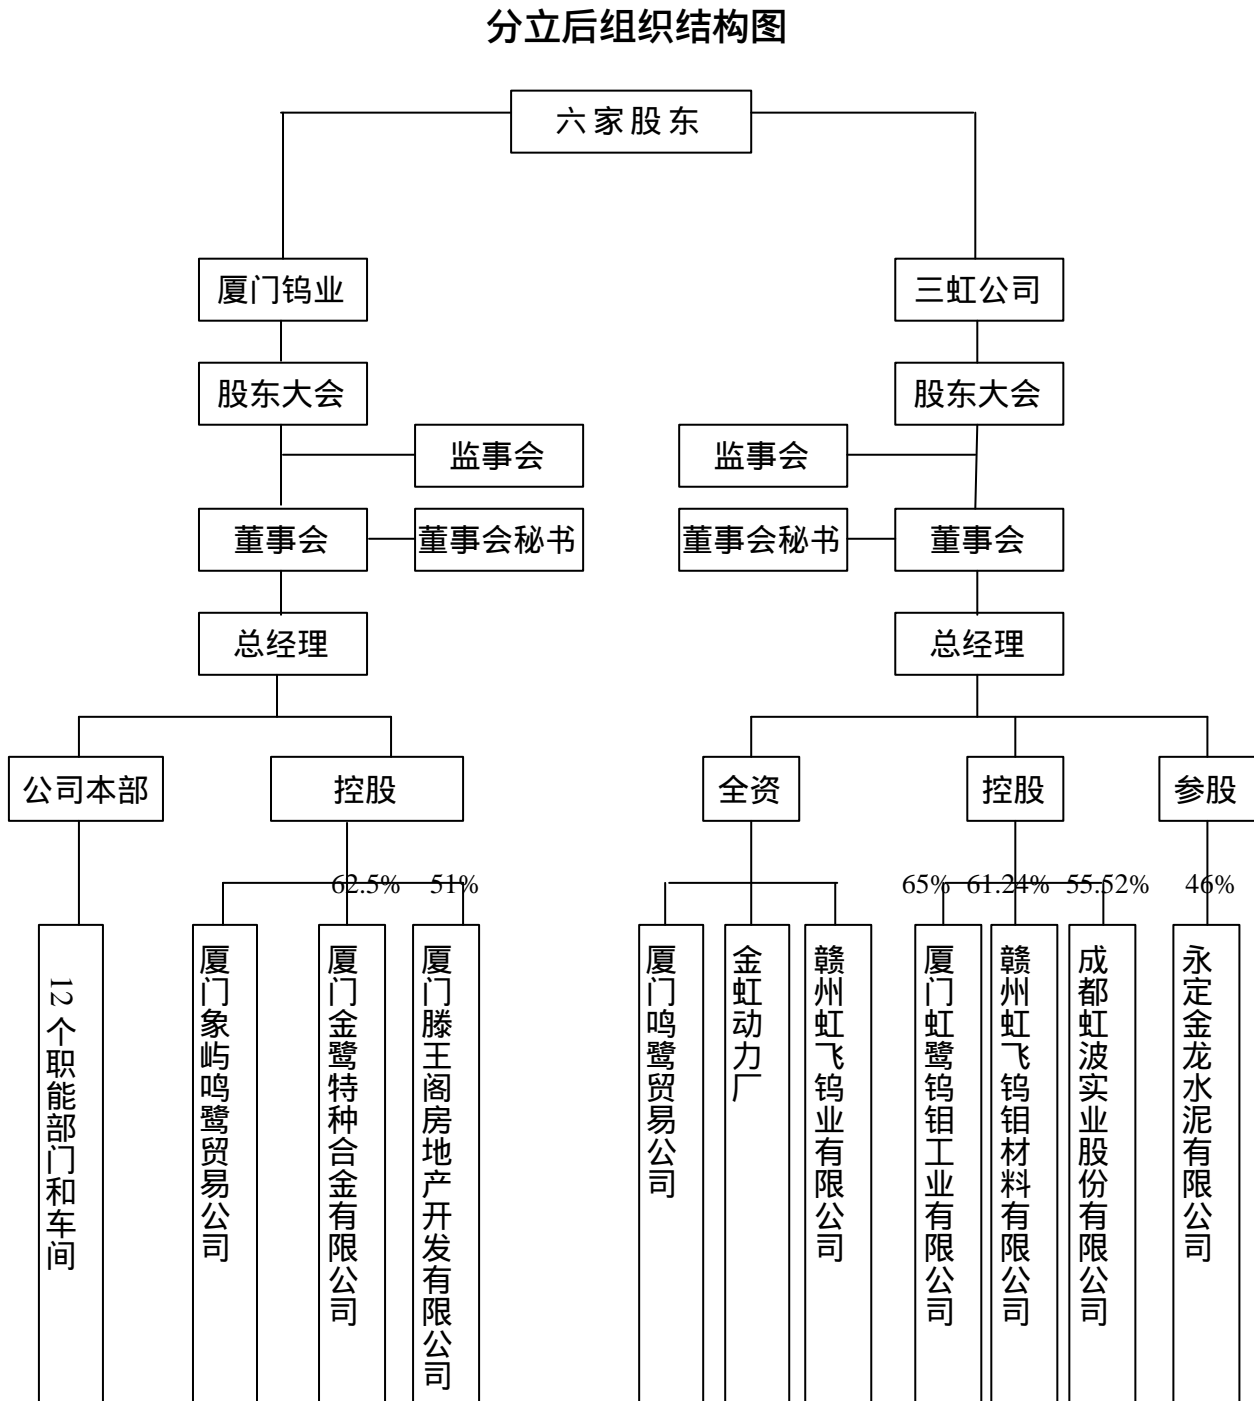 分立后组织结构图
六家股东
厦门钨业
三虹公司
股东大会
股东大会
监事会
监事会
董事会
董事会秘书
董事会秘书
董事会
总经理
总经理
公司本部
控股
全资
控股
参股
62.5%
51%
65%
61.24%
55.52%
46%
12个职能部门和车间
厦门象屿鸣鹭贸易公司
厦门金鹭特种合金有限公司
厦门滕王阁房地产开发有限公司
厦门鸣鹭贸易公司
金虹动力厂
赣州虹飞钨业有限公司
厦门虹鹭钨钼工业有限公司
赣州虹飞钨钼材料有限公司
成都虹波实业股份有限公司
永定金龙水泥有限公司